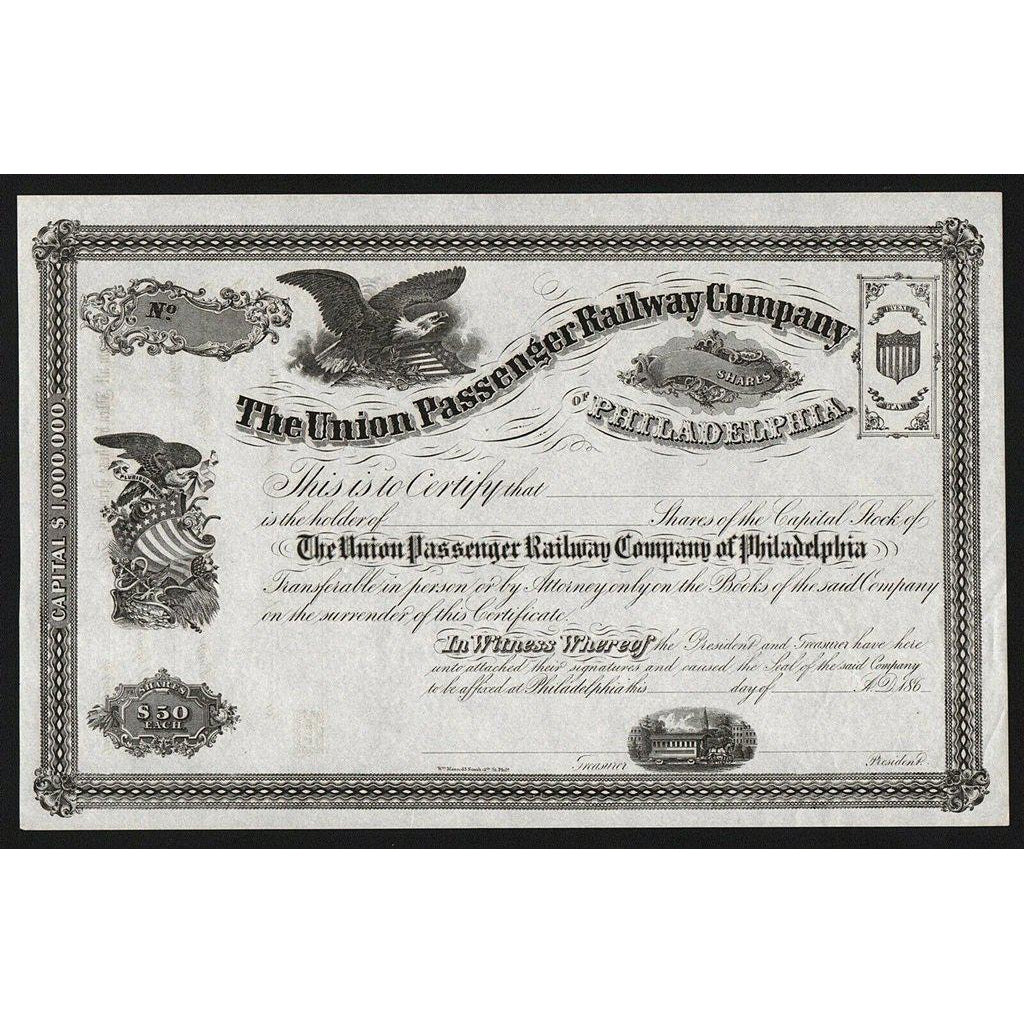 Nº
The Union Passenger Railway Company
SHARES
OF PHILADELPHIA.
STAMP
CAPITAL $1,000,000.
PLURIBUS
This is to Certify that
is the holder of Shares of the Capital Stock of
The Union Passenger Railway Company of Philadelphia
Transferable in person or by Attorney only on the Books of the said Company
on the surrender of this Certificate.
In Witness Whereof the President and Treasurer have here
unto attached their signatures and caused the Seal of the said Company
to be affixed at Philadelphia this day of A.D. 186
SHARES
$50
EACH
Treasurer President